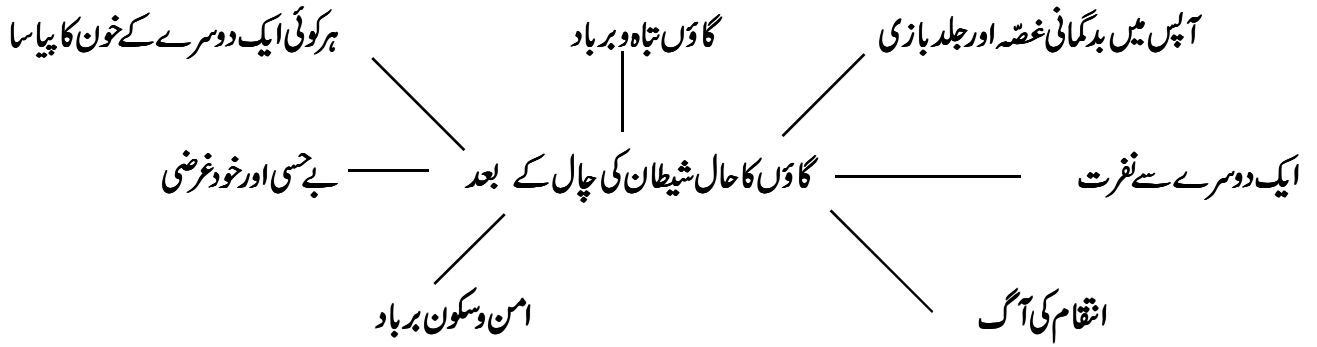 آپس میں بدگمانی غصّہ اور جلد بازی
گاؤں تباہ و برباد
ہر کوئی ایک دوسرے کے خون کا پیاسا
ایک دوسرے سے نفرت
گاؤں کا حال شیطان کی چال کے بعد
بے حسی اور خود غرضی
انتقام کی آگ
امن و سکون برباد